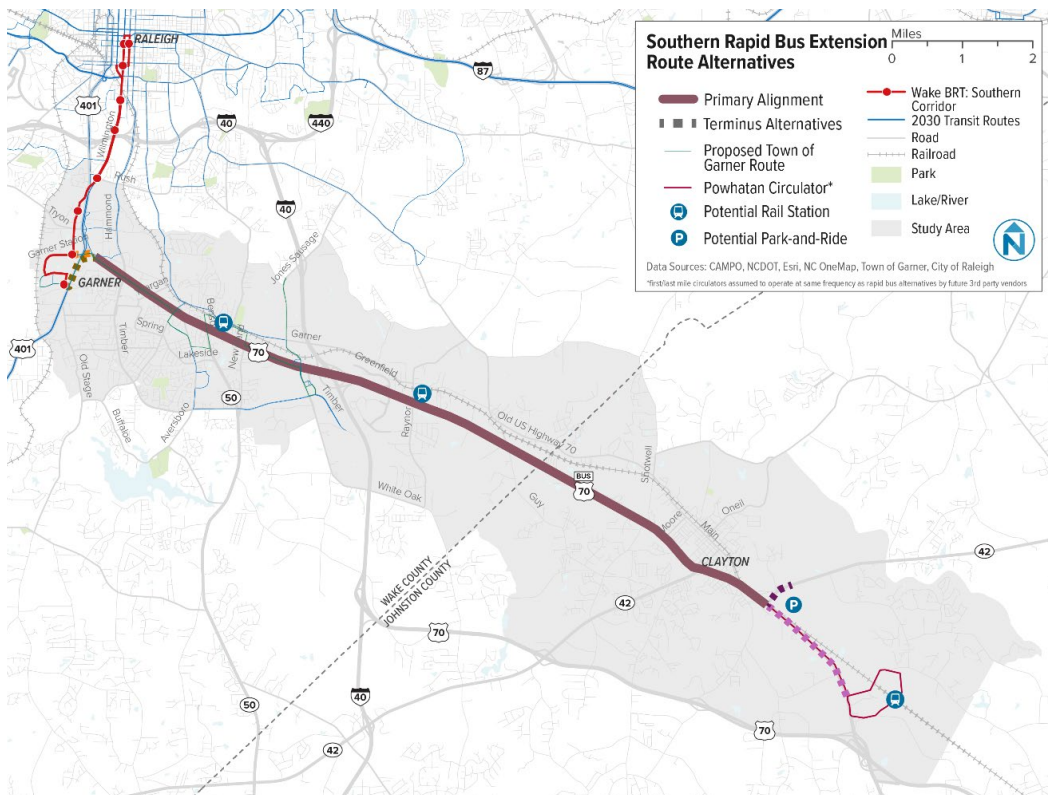 Southern Rapid Bus Extension
Route Alternatives
Miles
0 1 2
Primary Alignment
Terminus Alternatives
Proposed Town of
Garner Route
Powhatan Circulator*
Potential Rail Station
P Potential Park-and-Ride
Wake BRT: Southern
Corridor
2030 Transit Routes
Road
Railroad
Park
Lake/River
Study Area
N
Data Sources: CAMPO, NCDOT, Esri, NC OneMap, Town of Garner, City of Raleigh
*first/last mile circulators assumed to operate at same frequency as rapid bus alternatives by future 3rd party vendors
RALEIGH
87
401
Wilmington
40
440
Rush
Hammond
Tryon
40
Jones Sausage
Garner Station
GARNER
Timber
Spring
Lakeside
70
Garner
Greenfield
401
Old Stage
50
Timber
Raynor
Buffaloe
Aversboro
Old US Highway 70
BUS
70
Shotwell
White Oak
Guy
Moore
Main
Oneil
CLAYTON
42
WAKE COUNTY
JOHNSTON COUNTY
42
P
70
40
50
42
70